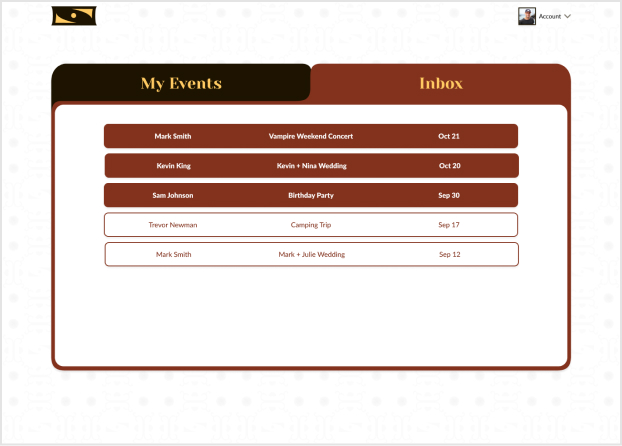 Account
My Events Inbox
Mark Smith Vampire Weekend Concert Oct 21
Kevin King Kevin + Nina Wedding Oct 20
Sam Johnson Birthday Party Sep 30
Trevor Newman Camping Trip Sep 17
Mark Smith Mark + Julie Wedding Sep 12